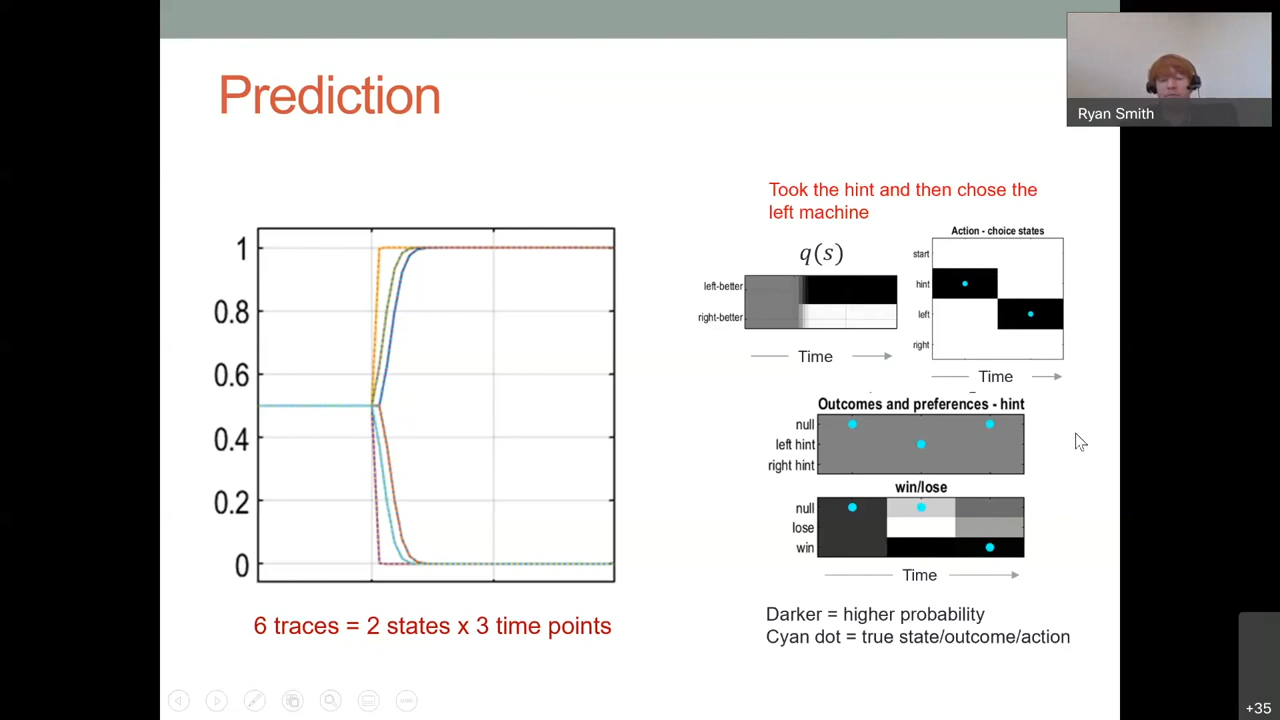 Prediction
Ryan Smith
Took the hint and then chose the
left machine
q(s)
left-better
right-better
Time
Action - choice states
start
hint
left
right
Time
1
0.8
0.6
0.4
0.2
0
6 traces = 2 states x 3 time points
Outcomes and preferences - hint
null
left hint
right hint
win/lose
null
lose
win
Time
Darker = higher probability
Cyan dot = true state/outcome/action
+35